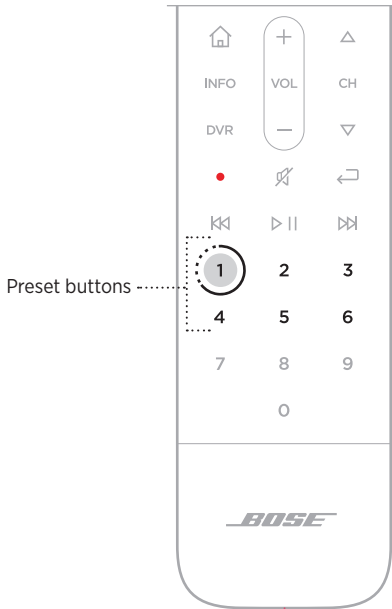 +
INFO VOL CH
DVR −
1 2 3
Preset buttons
4 5 6
7 8 9
0
BOSE